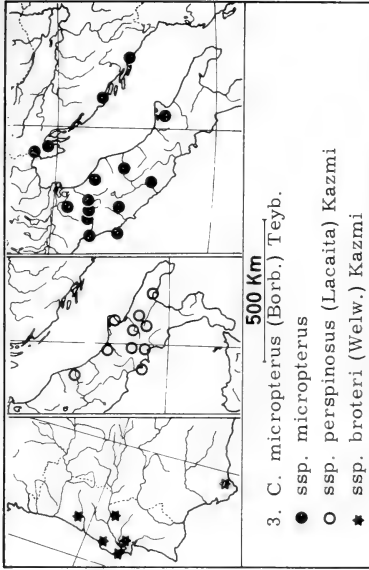 500 Km
3. C. micropterus (Borb.) Teyb.
ssp. micropterus
ssp. perspinosus (Lacaita) Kazmi
ssp. broteri (Welw.) Kazmi